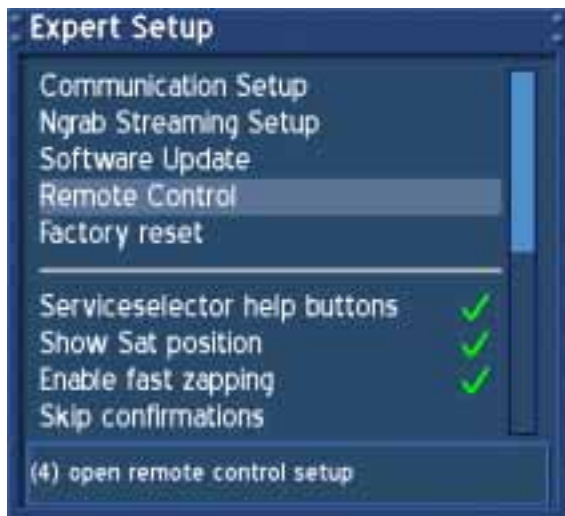 Expert Setup
Communication Setup
Ngrab Streaming Setup
Software Update
Remote Control
Factory reset
Serviceselector help buttons
Show Sat position
Enable fast zapping
Skip confirmations
(4) open remote control setup